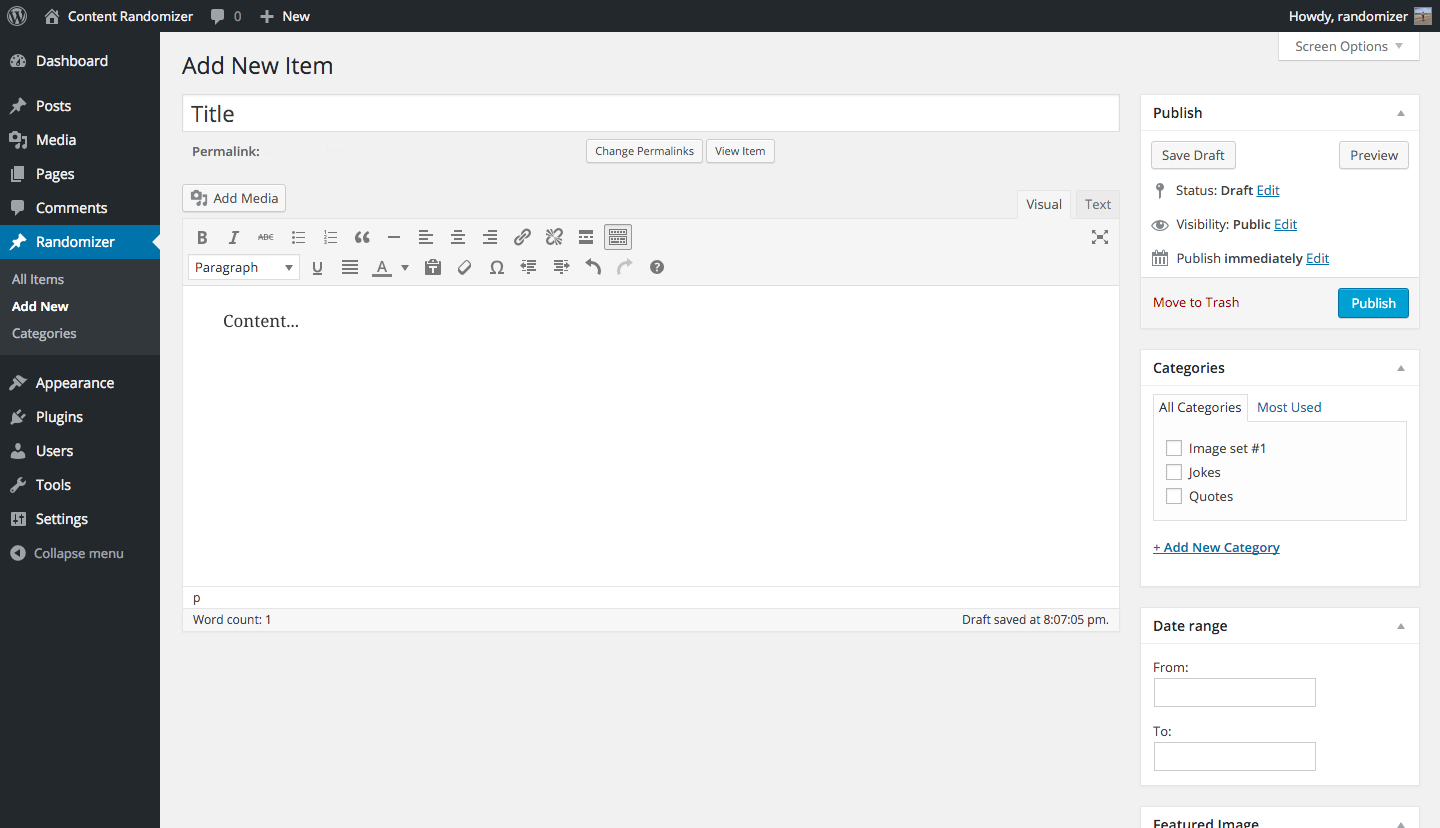 Content Randomizer 0 New Howdy, randomizer
Screen Options
Dashboard
Posts
Media
Pages
Comments
Randomizer
All Items
Add New
Categories
Appearance
Plugins
Users
Tools
Settings
Collapse menu
Add New Item
Title
Permalink: Change Permalinks View Item
Add Media
Visual Text
B I ABC
Paragraph U A T Ω ?
Content...
p
Word count: 1 Draft saved at 8:07:05 pm.
Publish
Save Draft Preview
Status: Draft Edit
Visibility: Public Edit
Publish immediately Edit
Move to Trash Publish
Categories
All Categories Most Used
Image set #1
Jokes
Quotes
+ Add New Category
Date range
From:
To:
Featured Image